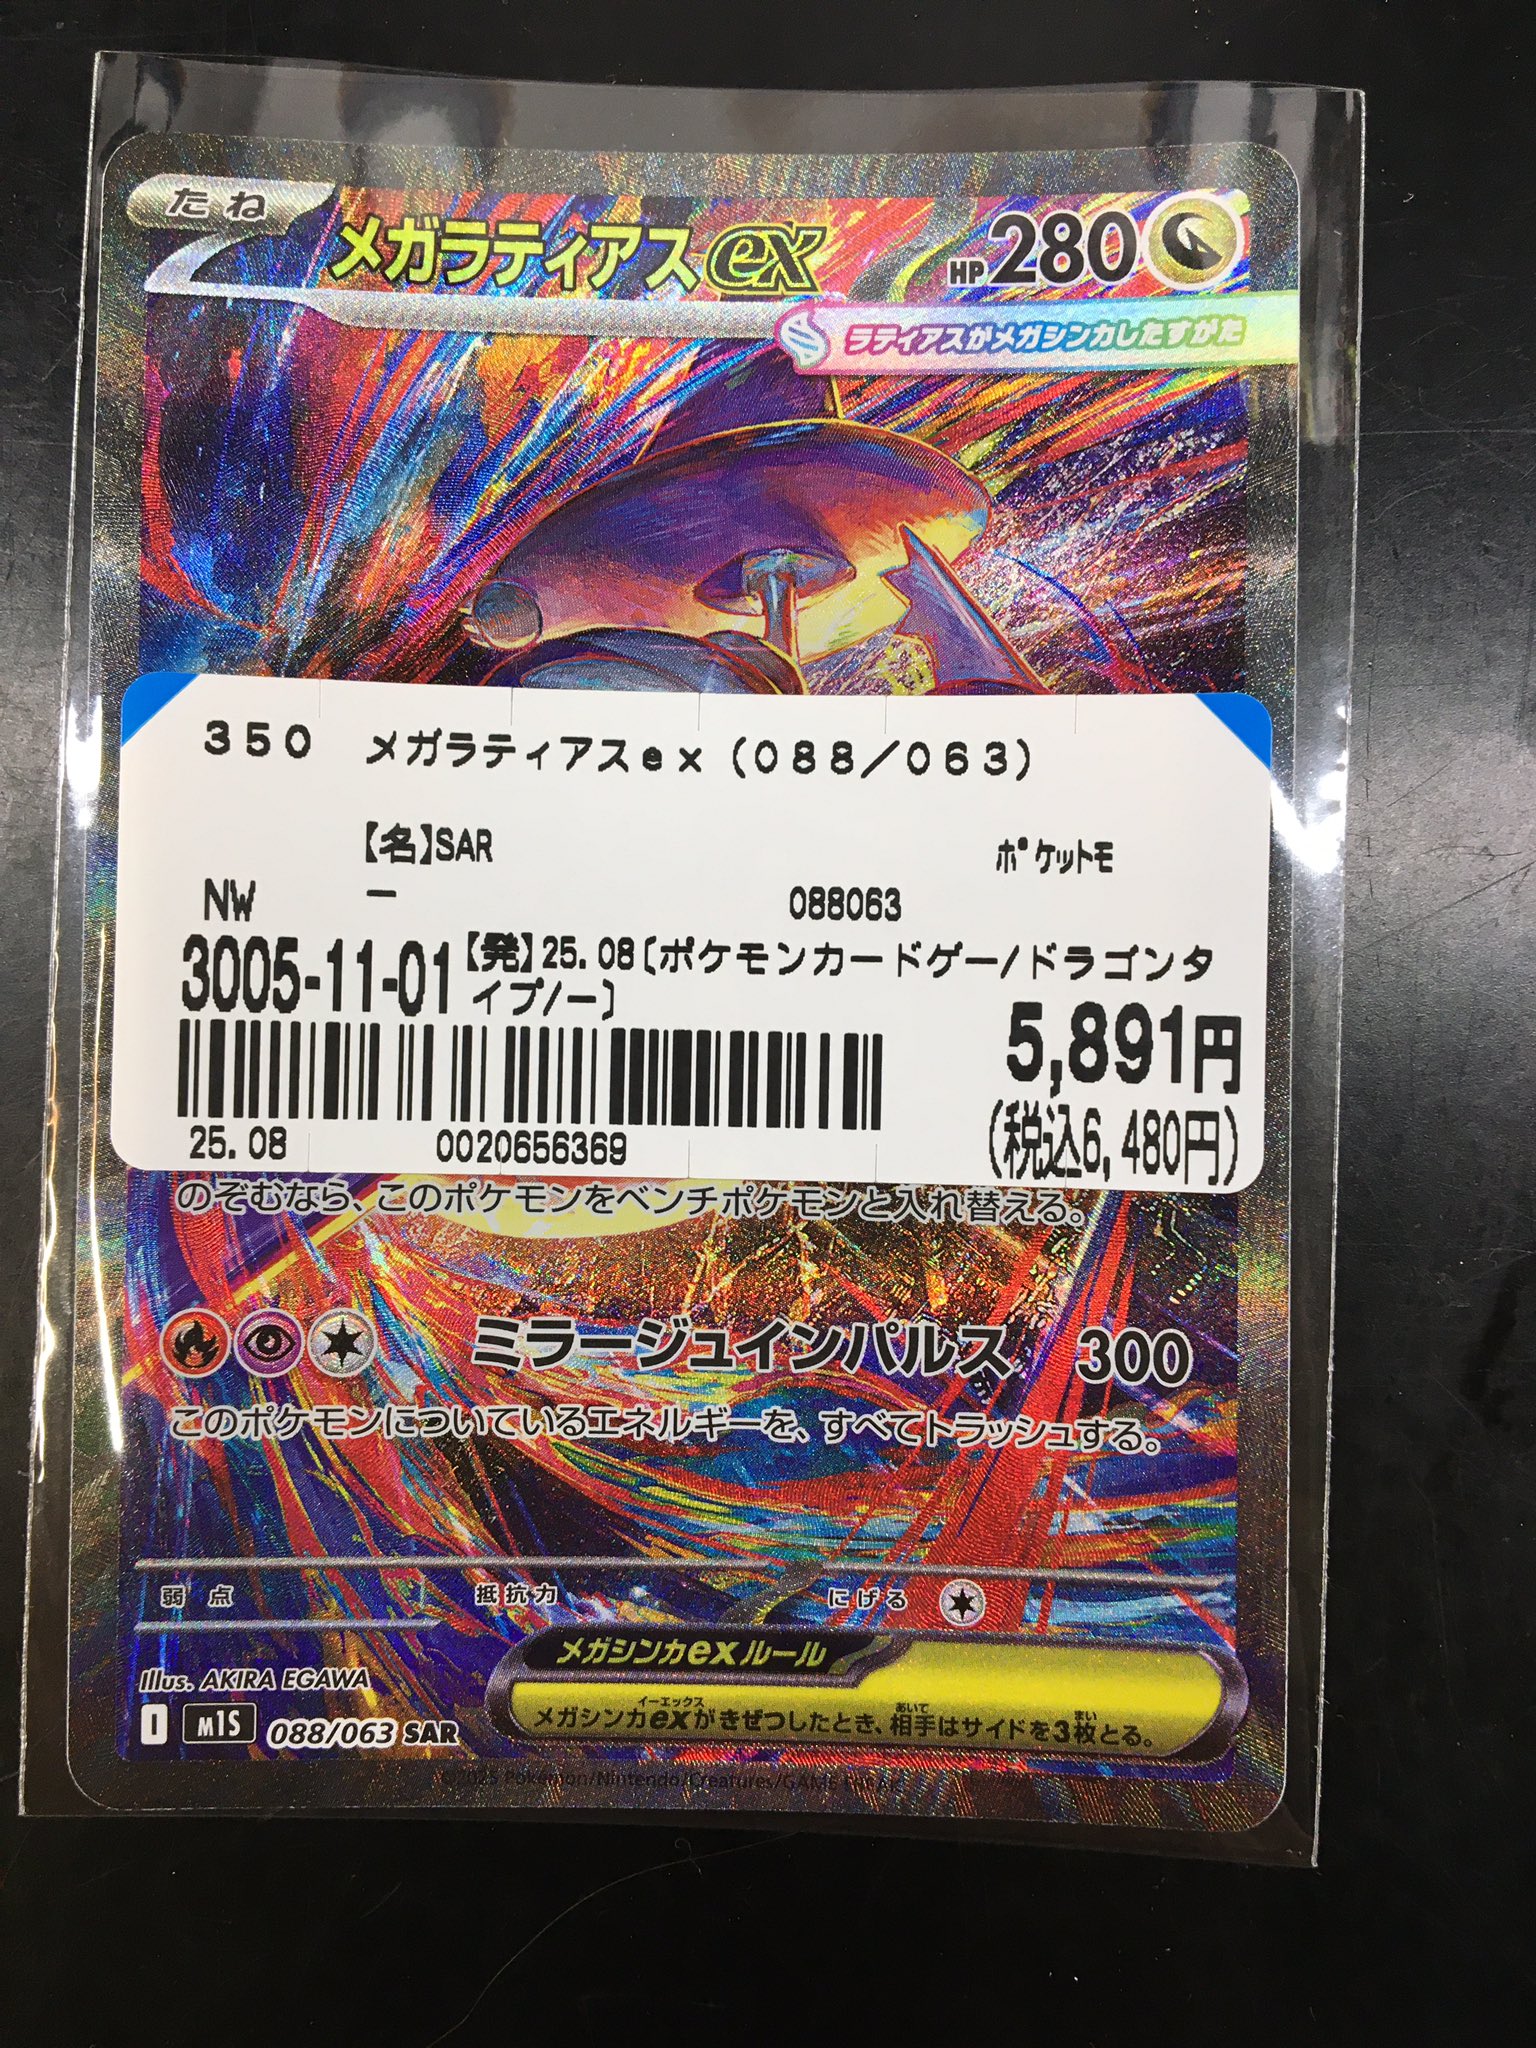 たね
メガラティアスex
HP280
ラティアスがメガシンカしたすがた
350 メガラティアスex(088/063)
【名】SAR
ポケットモ
NW
ー
088063
3005-11-01【発】25.08〔ポケモンカードゲー/ドラゴンタ
イプ/ー〕
5,891円
(税込6,480円)
25.08 0020656369
のぞむなら、このポケモンをベンチポケモンと入れ替える。
ミラージュインパルス 300
このポケモンについているエネルギーを、すべてトラッシュする。
弱点 抵抗力 にげる
メガシンカexルール
イーエックス あいて まい
メガシンカexがきぜつしたとき、相手はサイドを3枚とる。
Illus. AKIRA EGAWA
I M1S 088/063 SAR
©2025 Pokémon/Nintendo/Creatures/GAME FREAK